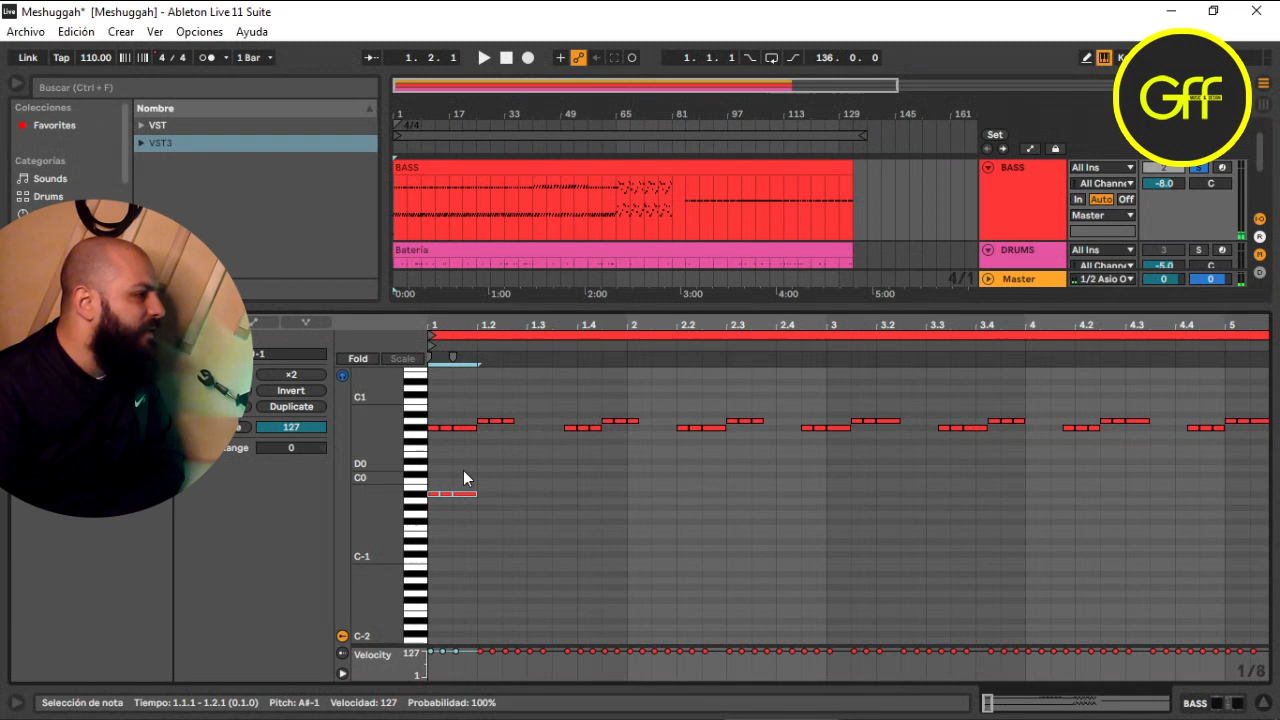 Live Meshuggah* [Meshuggah] - Ableton Live 11 Suite
Archivo Edición Crear Ver Opciones Ayuda
Link Tap 110.00 4 / 4 1 Bar 1. 2. 1 1. 1. 1 136. 0. 0
Gff
Buscar (Ctrl + F)
Colecciones
Favorites
Categorías
Sounds
Drums
Nombre
VST
VST3
1 17 33 49 65 81 97 113 129 145 161
4/4
Set
BASS
BASS All Ins 2 S
All Channe -8.0 C
In Auto Off
Master
Batería
DRUMS All Ins 3 S
All Channe -5.0 C
4/1
Master 1/2 Asio O 0 0
0:00 1:00 2:00 3:00 4:00 5:00
1 1.2 1.3 1.4 2 2.2 2.3 2.4 3 3.2 3.3 3.4 4 4.2 4.3 4.4 5
-1
Fold Scale
×2
Invert
Duplicate
127
ange 0
C1
D0
C0
C-1
C-2
Velocity 127
1
1/8
Selección de nota Tiempo: 1.1.1 - 1.2.1 (0.1.0) Pitch: A#-1 Velocidad: 127 Probabilidad: 100%
BASS